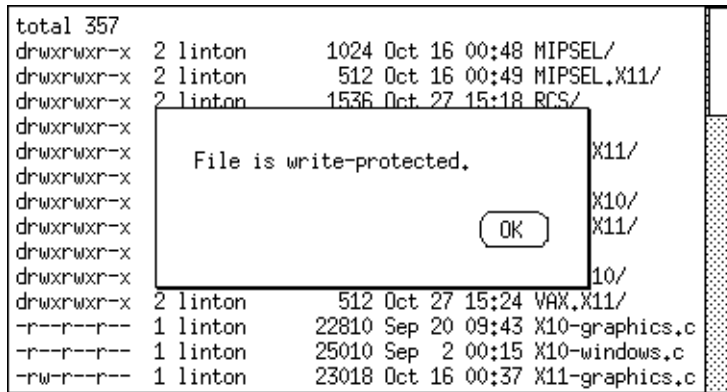 total 357
drwxrwxr-x 2 linton 1024 Oct 16 00:48 MIPSEL/
drwxrwxr-x 2 linton 512 Oct 16 00:49 MIPSEL.X11/
drwxrwxr-x 2 linton 1536 Oct 27 15:18 RCS/
drwxrwxr-x
drwxrwxr-x X11/
drwxrwxr-x
drwxrwxr-x X10/
drwxrwxr-x X11/
drwxrwxr-x
drwxrwxr-x 10/
drwxrwxr-x 2 linton 512 Oct 27 15:24 VAX.X11/
-r--r--r-- 1 linton 22810 Sep 20 09:43 X10-graphics.c
-r--r--r-- 1 linton 25010 Sep 2 00:15 X10-windows.c
-rw-r--r-- 1 linton 23018 Oct 16 00:37 X11-graphics.c
File is write-protected.
OK